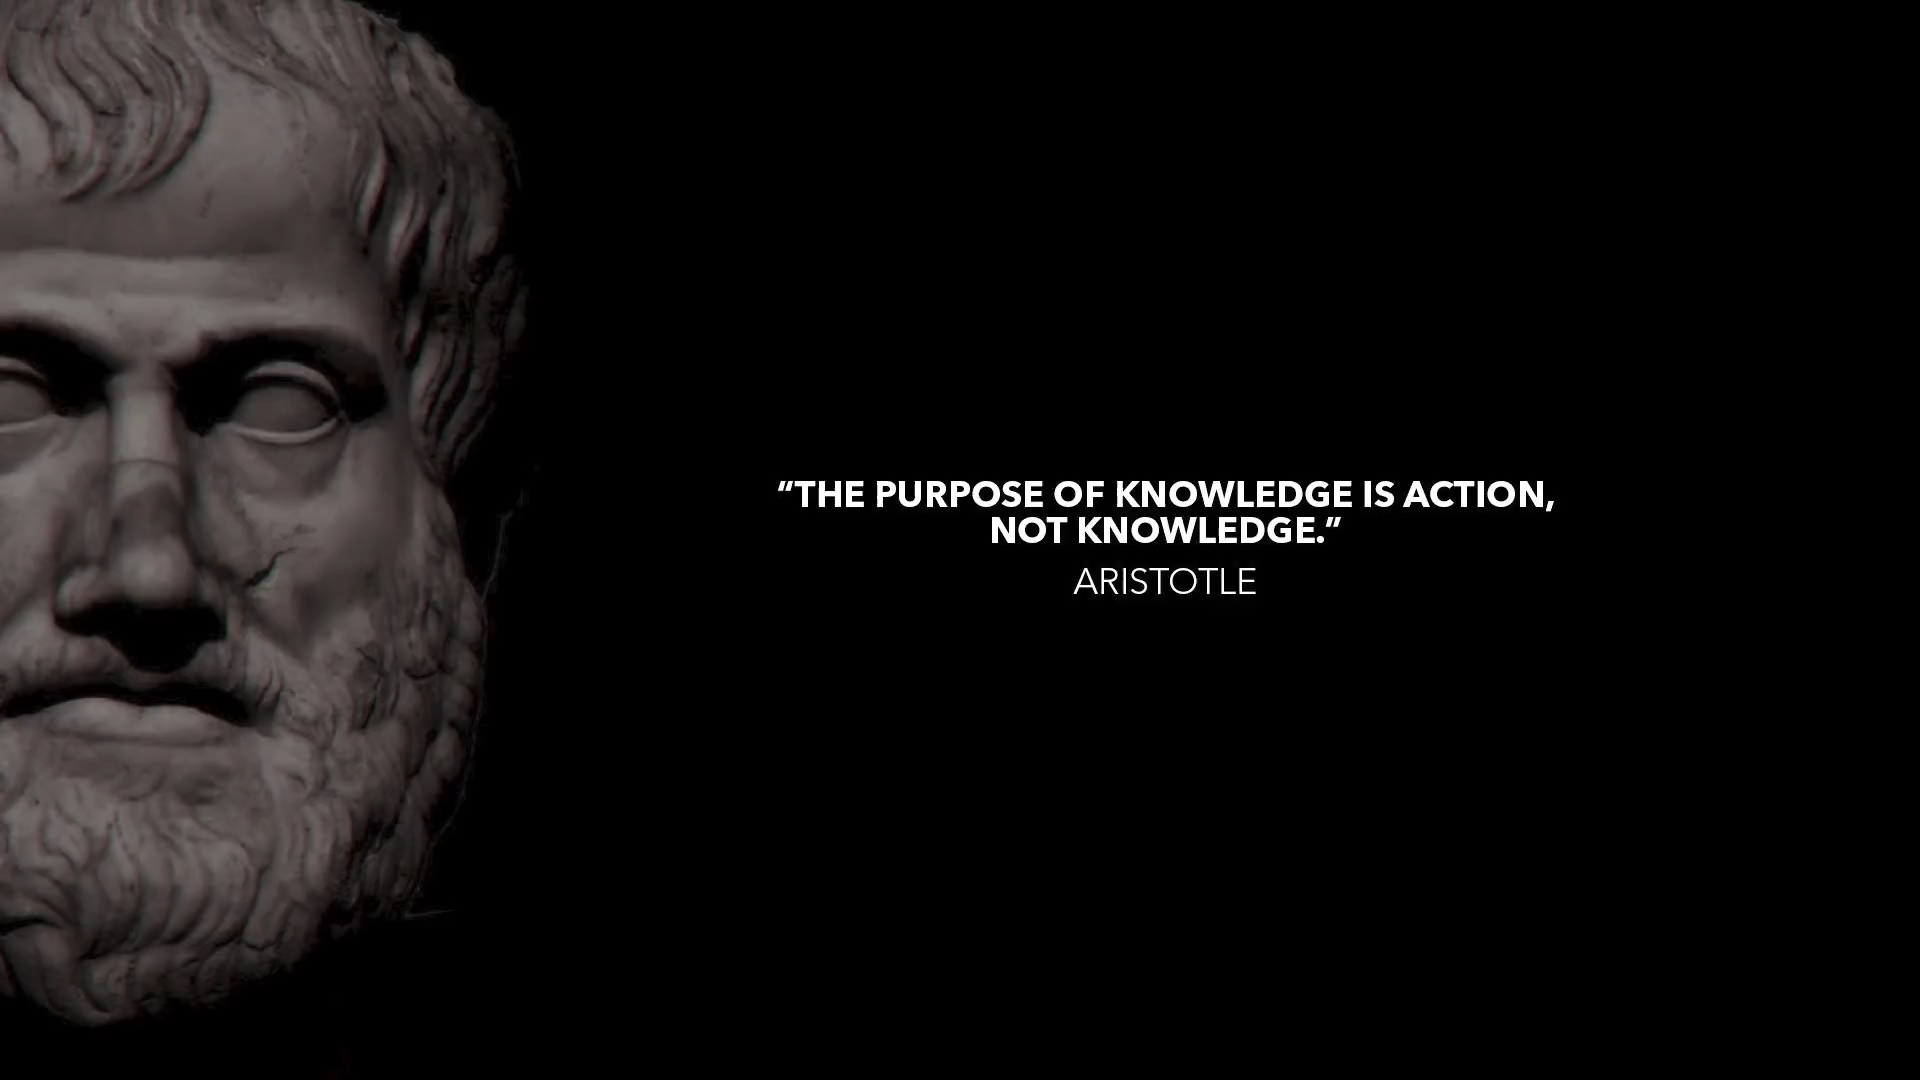 “THE PURPOSE OF KNOWLEDGE IS ACTION,
NOT KNOWLEDGE.”
ARISTOTLE